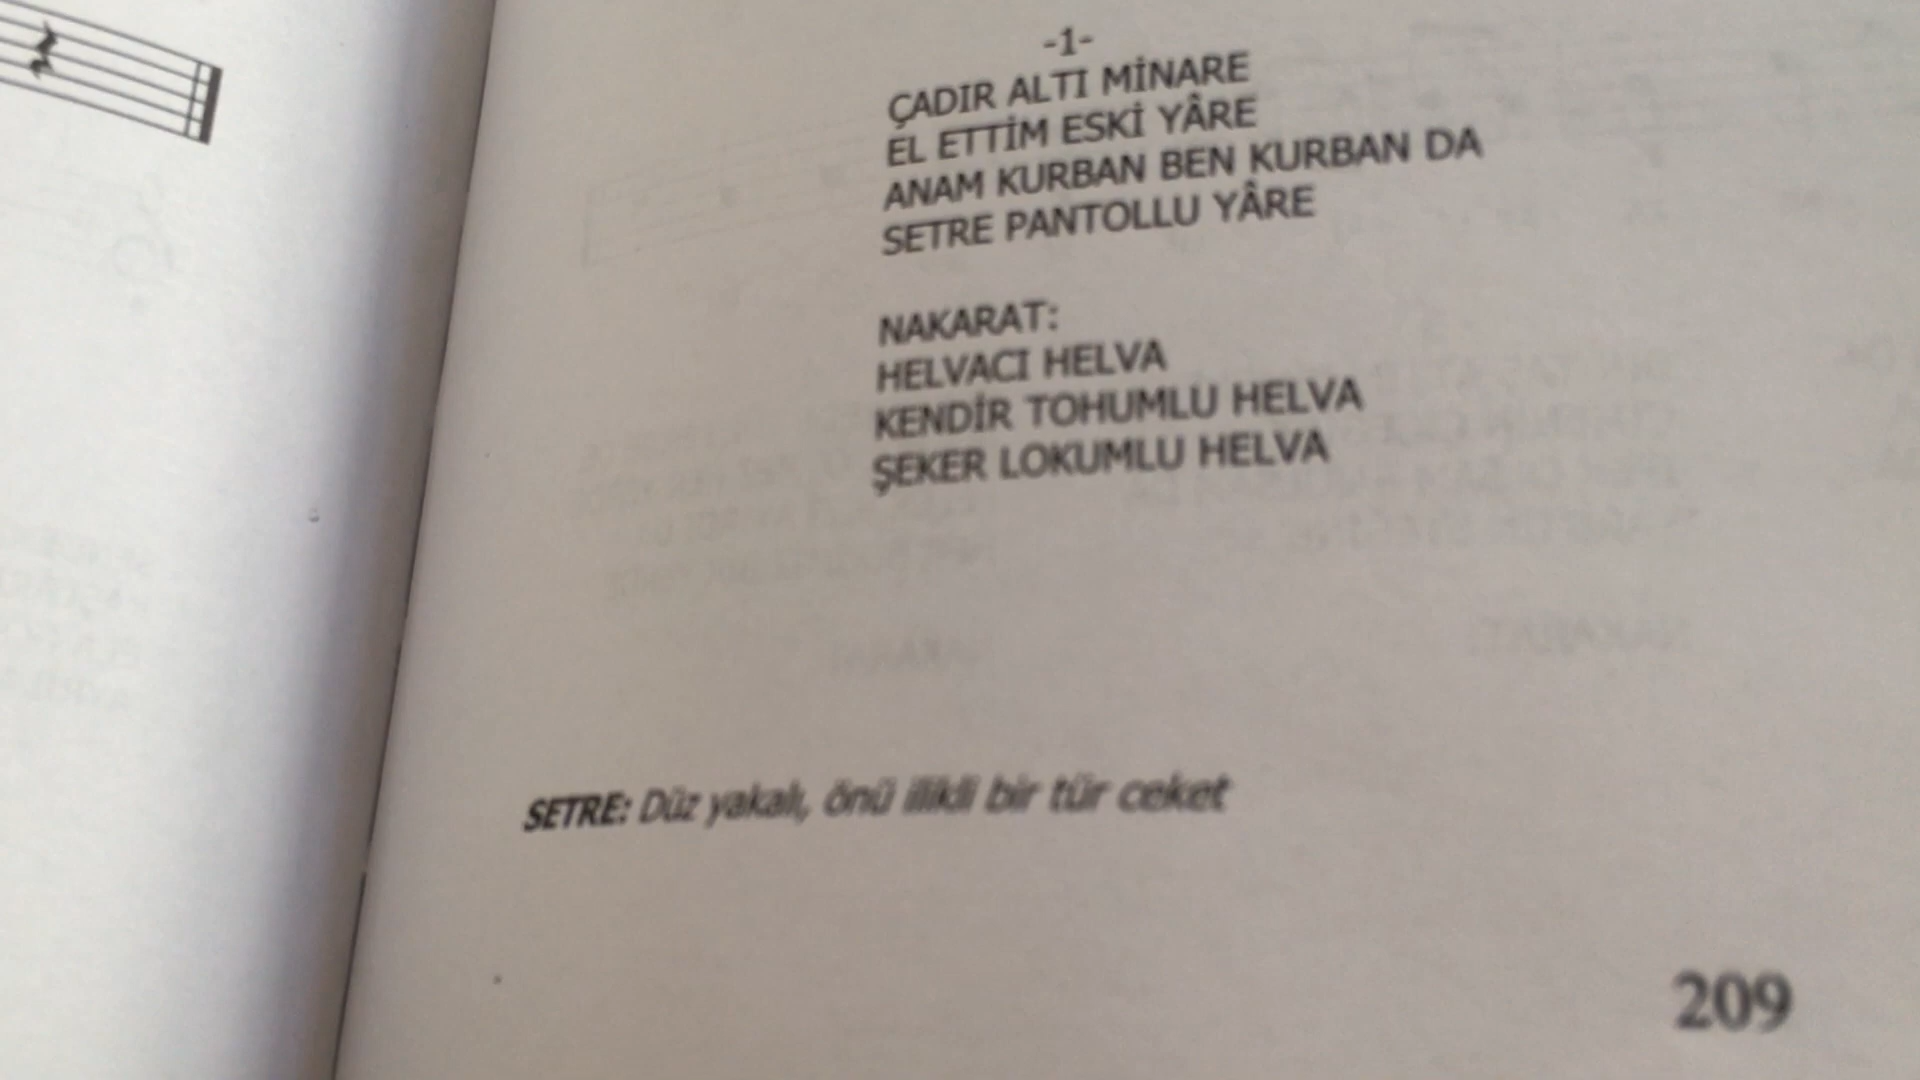 -1-
ÇADIR ALTI MİNARE
EL ETTİM ESKİ YÂRE
ANAM KURBAN BEN KURBAN DA
SETRE PANTOLLU YÂRE
NAKARAT:
HELVACI HELVA
KENDİR TOHUMLU HELVA
ŞEKER LOKUMLU HELVA
SETRE: Düz yakalı, önü ilikli bir tür ceket
209